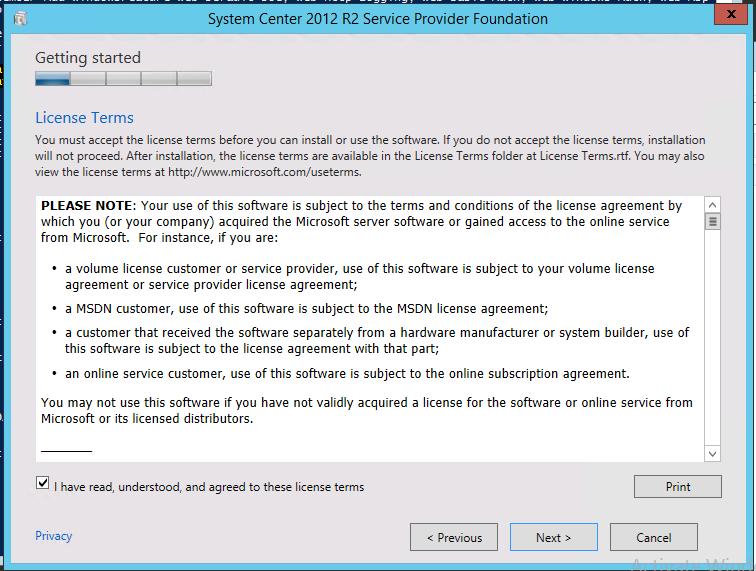 System Center 2012 R2 Service Provider Foundation
x
Getting started
License Terms
You must accept the license terms before you can install or use the software. If you do not accept the license terms, installation
will not proceed. After installation, the license terms are available in the License Terms folder at License Terms.rtf. You may also
view the license terms at http://www.microsoft.com/useterms.
PLEASE NOTE: Your use of this software is subject to the terms and conditions of the license agreement by
which you (or your company) acquired the Microsoft server software or gained access to the online service
from Microsoft. For instance, if you are:
• a volume license customer or service provider, use of this software is subject to your volume license
agreement or service provider license agreement;
• a MSDN customer, use of this software is subject to the MSDN license agreement;
• a customer that received the software separately from a hardware manufacturer or system builder, use of
this software is subject to the license agreement with that part;
• an online service customer, use of this software is subject to the online subscription agreement.
You may not use this software if you have not validly acquired a license for the software or online service from
Microsoft or its licensed distributors.
I have read, understood, and agreed to these license terms
Print
Privacy
< Previous
Next >
Cancel